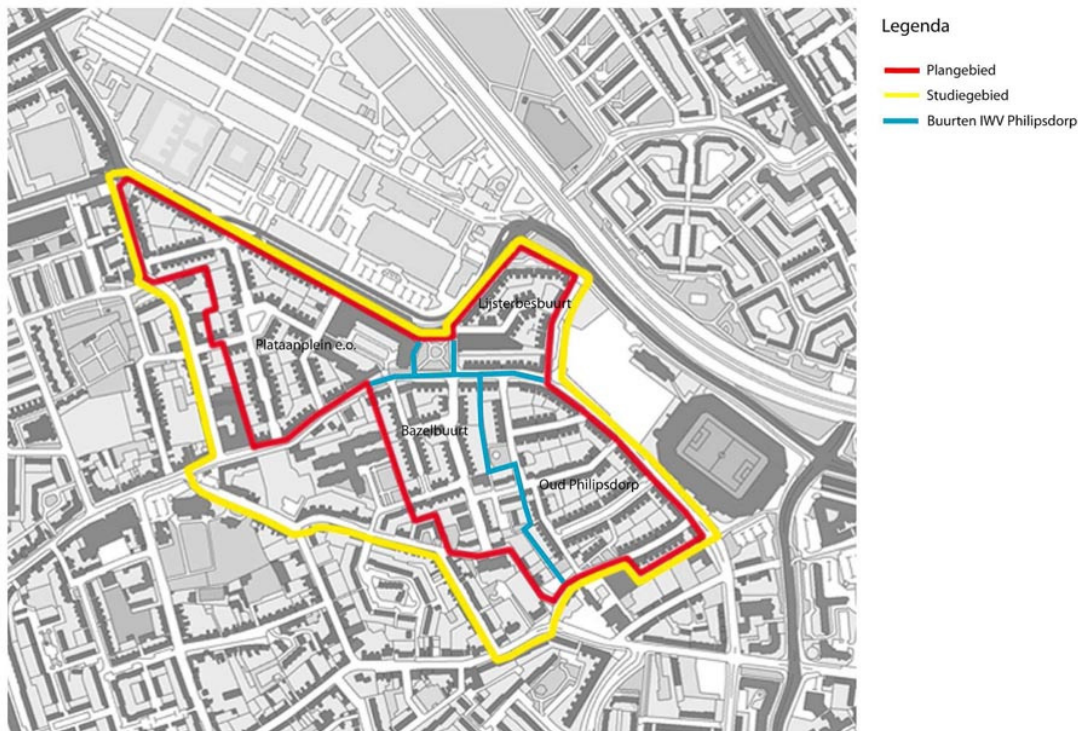 Legenda
Plangebied
Studiegebied
Buurten IWV Philipsdorp
Lijsterbesbuurt
Plataanplein e.o.
Bazelbuurt
Oud Philipsdorp